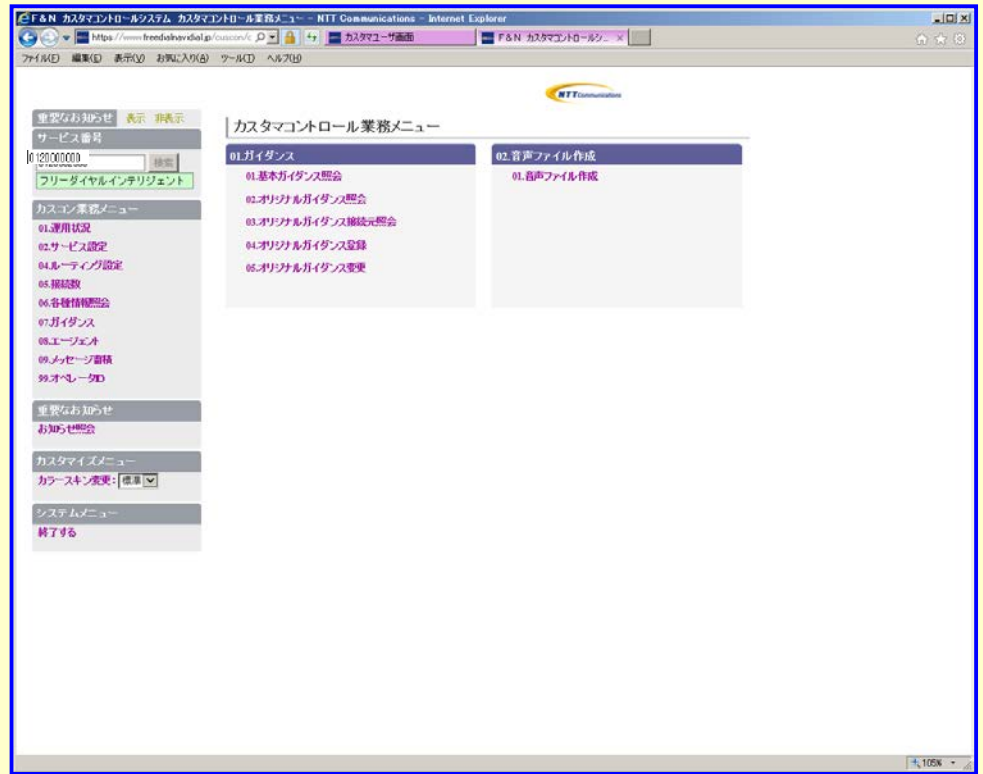 F&N カスタマコントロールシステム カスタマコントロール業務メニュー - NTT Communications - Internet Explorer
https://www.freedialnavidial.jp/cuscon/c
カスタマユーザ画面
F&N カスタマコントロールシ...
ファイル(F) 編集(E) 表示(V) お気に入り(A) ツール(T) ヘルプ(H)
NTT Communications
重要なお知らせ 表示 非表示
サービス番号
0120000000
検索
フリーダイヤルインテリジェント
カスコン業務メニュー
01.運用状況
02.サービス設定
04.ルーティング設定
05.接続数
06.各種情報照会
07.ガイダンス
08.エージェント
09.メッセージ蓄積
99.オペレータID
重要なお知らせ
お知らせ照会
カスタマイズメニュー
カラースキン変更: 標準
システムメニュー
終了する
カスタマコントロール業務メニュー
01.ガイダンス
01.基本ガイダンス照会
02.オリジナルガイダンス照会
03.オリジナルガイダンス接続元照会
04.オリジナルガイダンス登録
05.オリジナルガイダンス変更
02.音声ファイル作成
01.音声ファイル作成
105%